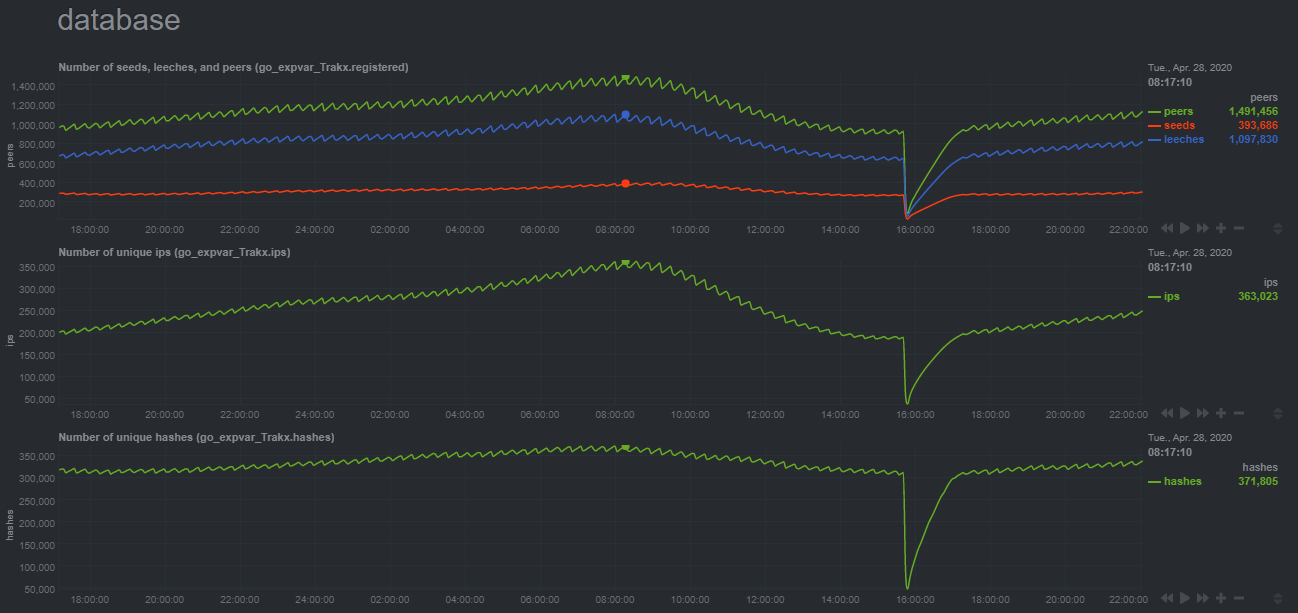 database
Number of seeds, leeches, and peers (go_expvar_Trakx.registered)
Tue., Apr. 28, 2020
08:17:10
peers
peers 1,491,456
seeds 393,686
leeches 1,097,830
peers
1,400,000
1,200,000
1,000,000
800,000
600,000
400,000
200,000
18:00:00 20:00:00 22:00:00 24:00:00 02:00:00 04:00:00 06:00:00 08:00:00 10:00:00 12:00:00 14:00:00 16:00:00 18:00:00 20:00:00 22:00:00
Number of unique ips (go_expvar_Trakx.ips)
Tue., Apr. 28, 2020
08:17:10
ips
ips 363,023
ips
350,000
300,000
250,000
200,000
150,000
100,000
50,000
18:00:00 20:00:00 22:00:00 24:00:00 02:00:00 04:00:00 06:00:00 08:00:00 10:00:00 12:00:00 14:00:00 16:00:00 18:00:00 20:00:00 22:00:00
Number of unique hashes (go_expvar_Trakx.hashes)
Tue., Apr. 28, 2020
08:17:10
hashes
hashes 371,805
hashes
350,000
300,000
250,000
200,000
150,000
100,000
50,000
18:00:00 20:00:00 22:00:00 24:00:00 02:00:00 04:00:00 06:00:00 08:00:00 10:00:00 12:00:00 14:00:00 16:00:00 18:00:00 20:00:00 22:00:00